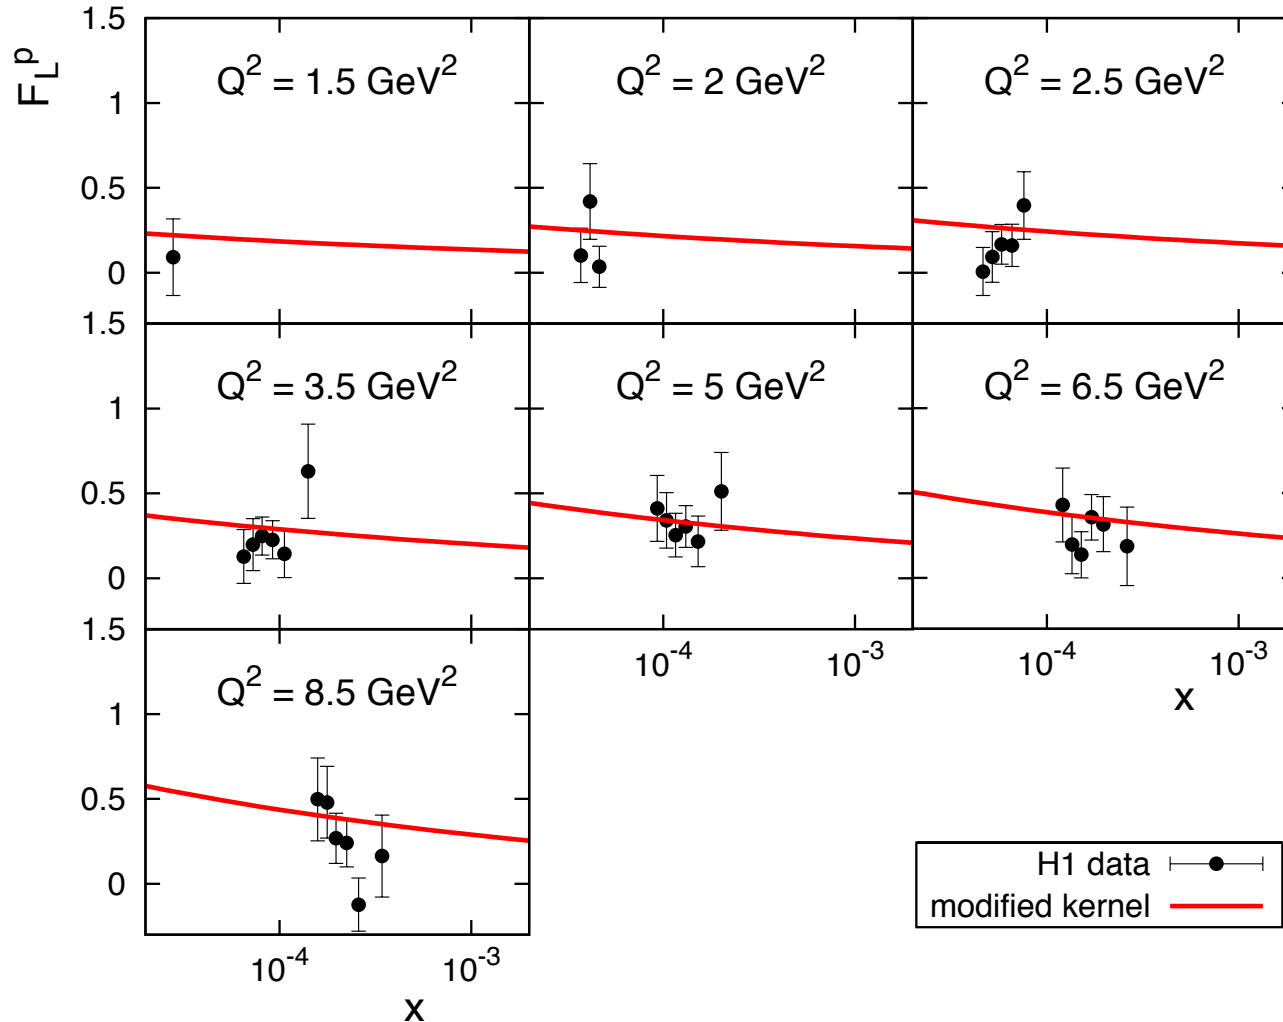 F_L^p
1.5
1
0.5
0
Q^2 = 1.5 GeV^2
Q^2 = 2 GeV^2
Q^2 = 2.5 GeV^2
1.5
1
0.5
0
Q^2 = 3.5 GeV^2
Q^2 = 5 GeV^2
Q^2 = 6.5 GeV^2
10^-4
10^-3
10^-4
10^-3
x
1.5
1
0.5
0
Q^2 = 8.5 GeV^2
10^-4
10^-3
x
H1 data
modified kernel